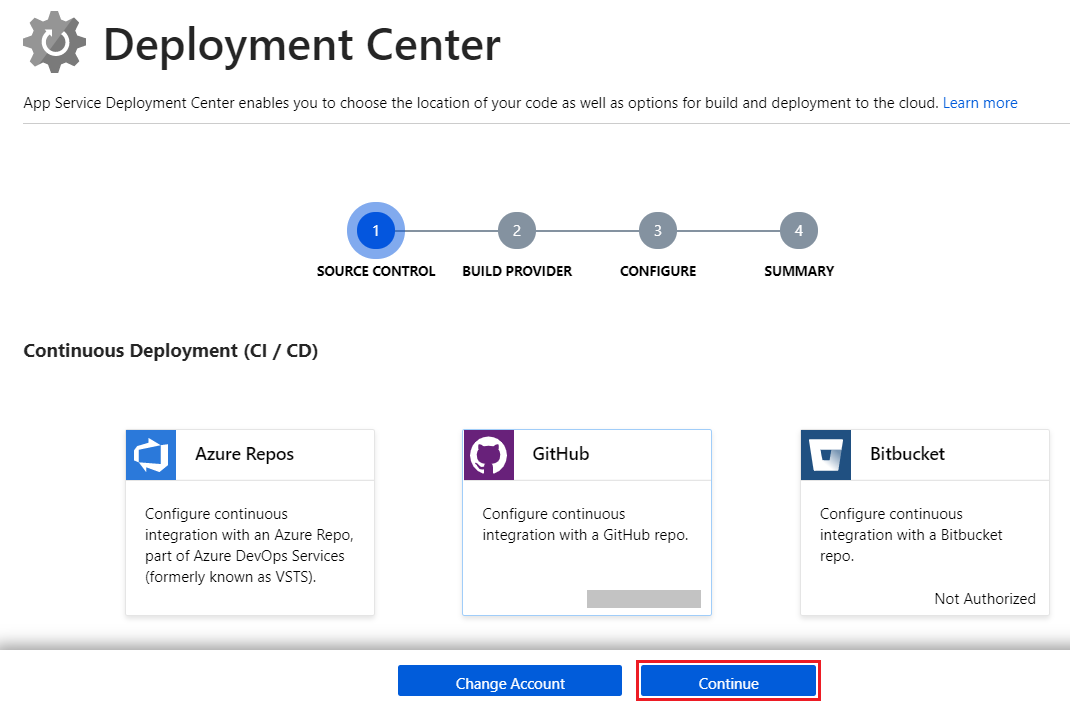 Deployment Center
App Service Deployment Center enables you to choose the location of your code as well as options for build and deployment to the cloud. Learn more
1
2
3
4
SOURCE CONTROL
BUILD PROVIDER
CONFIGURE
SUMMARY
Continuous Deployment (CI / CD)
Azure Repos
Configure continuous
integration with an Azure Repo,
part of Azure DevOps Services
(formerly known as VSTS).
GitHub
Configure continuous
integration with a GitHub repo.
Bitbucket
Configure continuous
integration with a Bitbucket
repo.
Not Authorized
Change Account
Continue